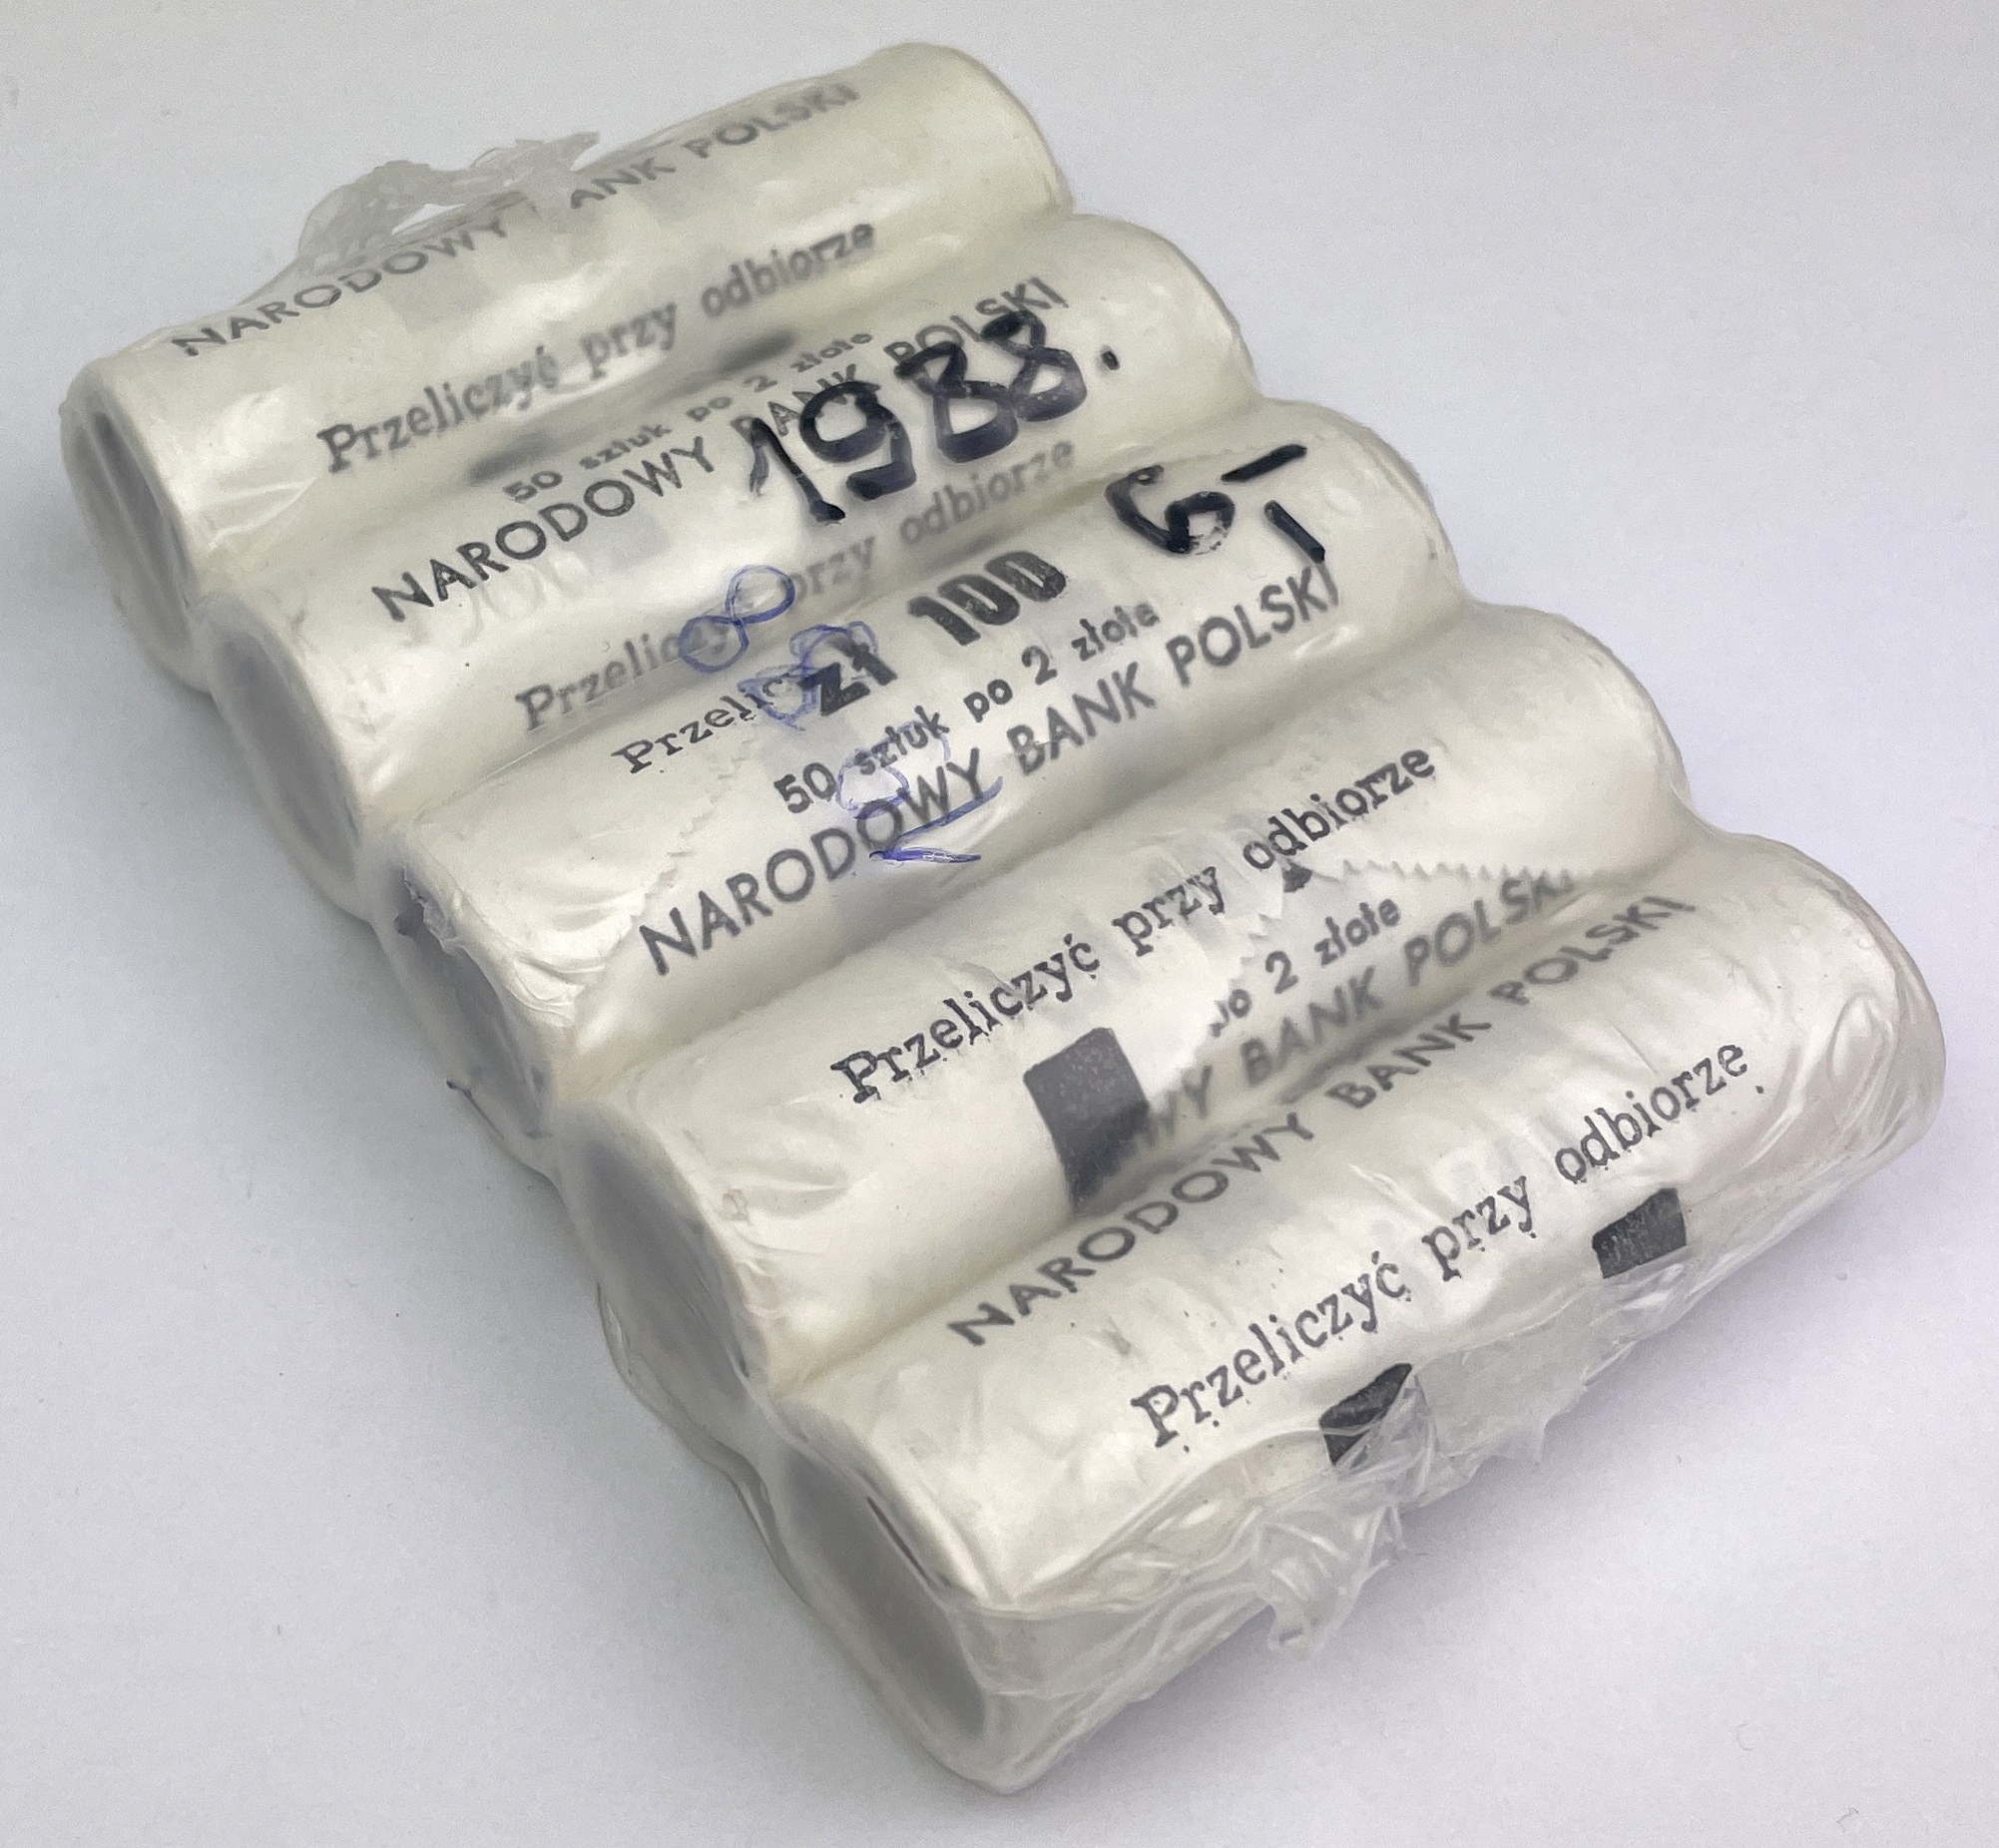 NARODOWY ANK POLSKI
Przeliczyć przy odbiorze
50 sztuk po 2 złote
NARODOWY BANK POLSKI
1988.
przy odbiorze
zł 100
50 sztuk po 2 złote
NARODOWY BANK POLSKI
Przeliczyć przy odbiorze
po 2 złote
BANK POLSKI
NARODOWY BANK POLSKI
Przeliczyć przy odbiorze